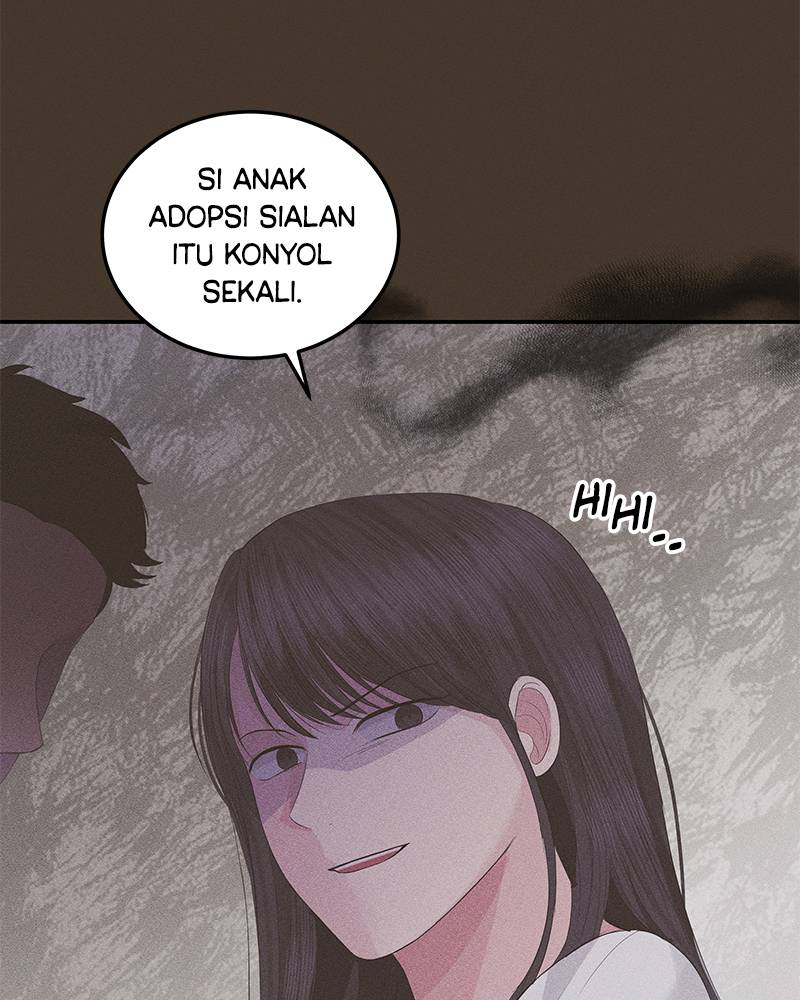 SI ANAK
ADOPSI SIALAN
ITU KONYOL
SEKALI.
HIHI..